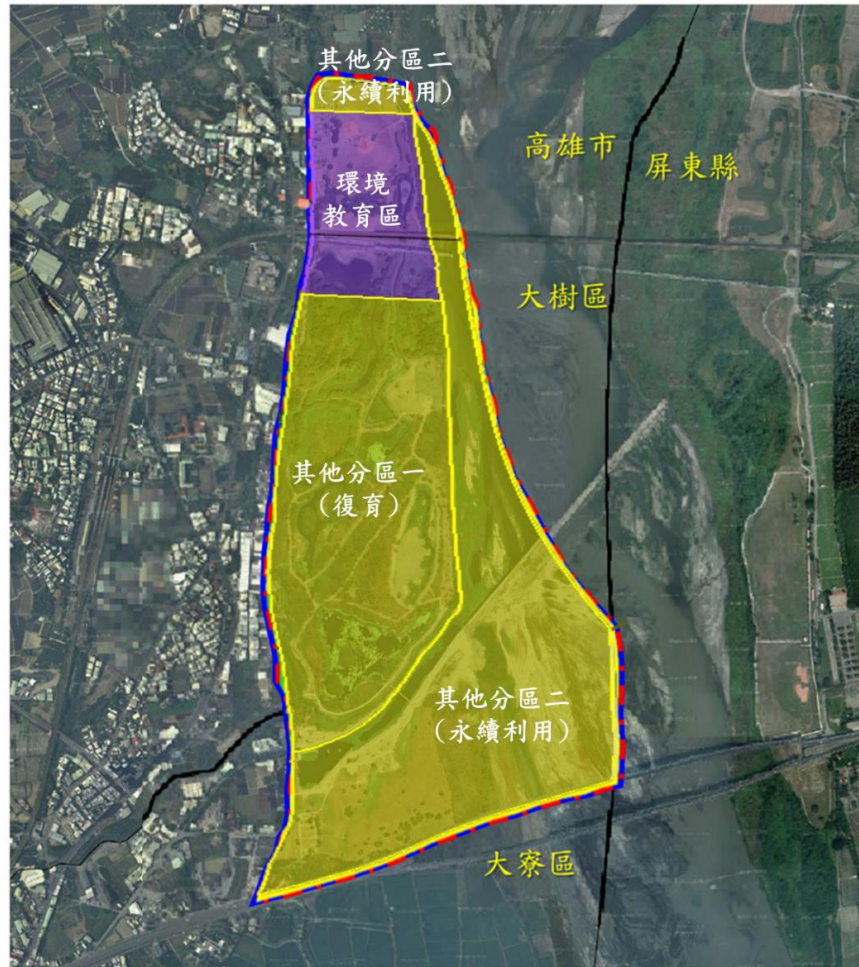 其他分區二
(永續利用)
高雄市
屏東縣
環境
教育區
大樹區
其他分區一
(復育)
其他分區二
(永續利用)
大寮區